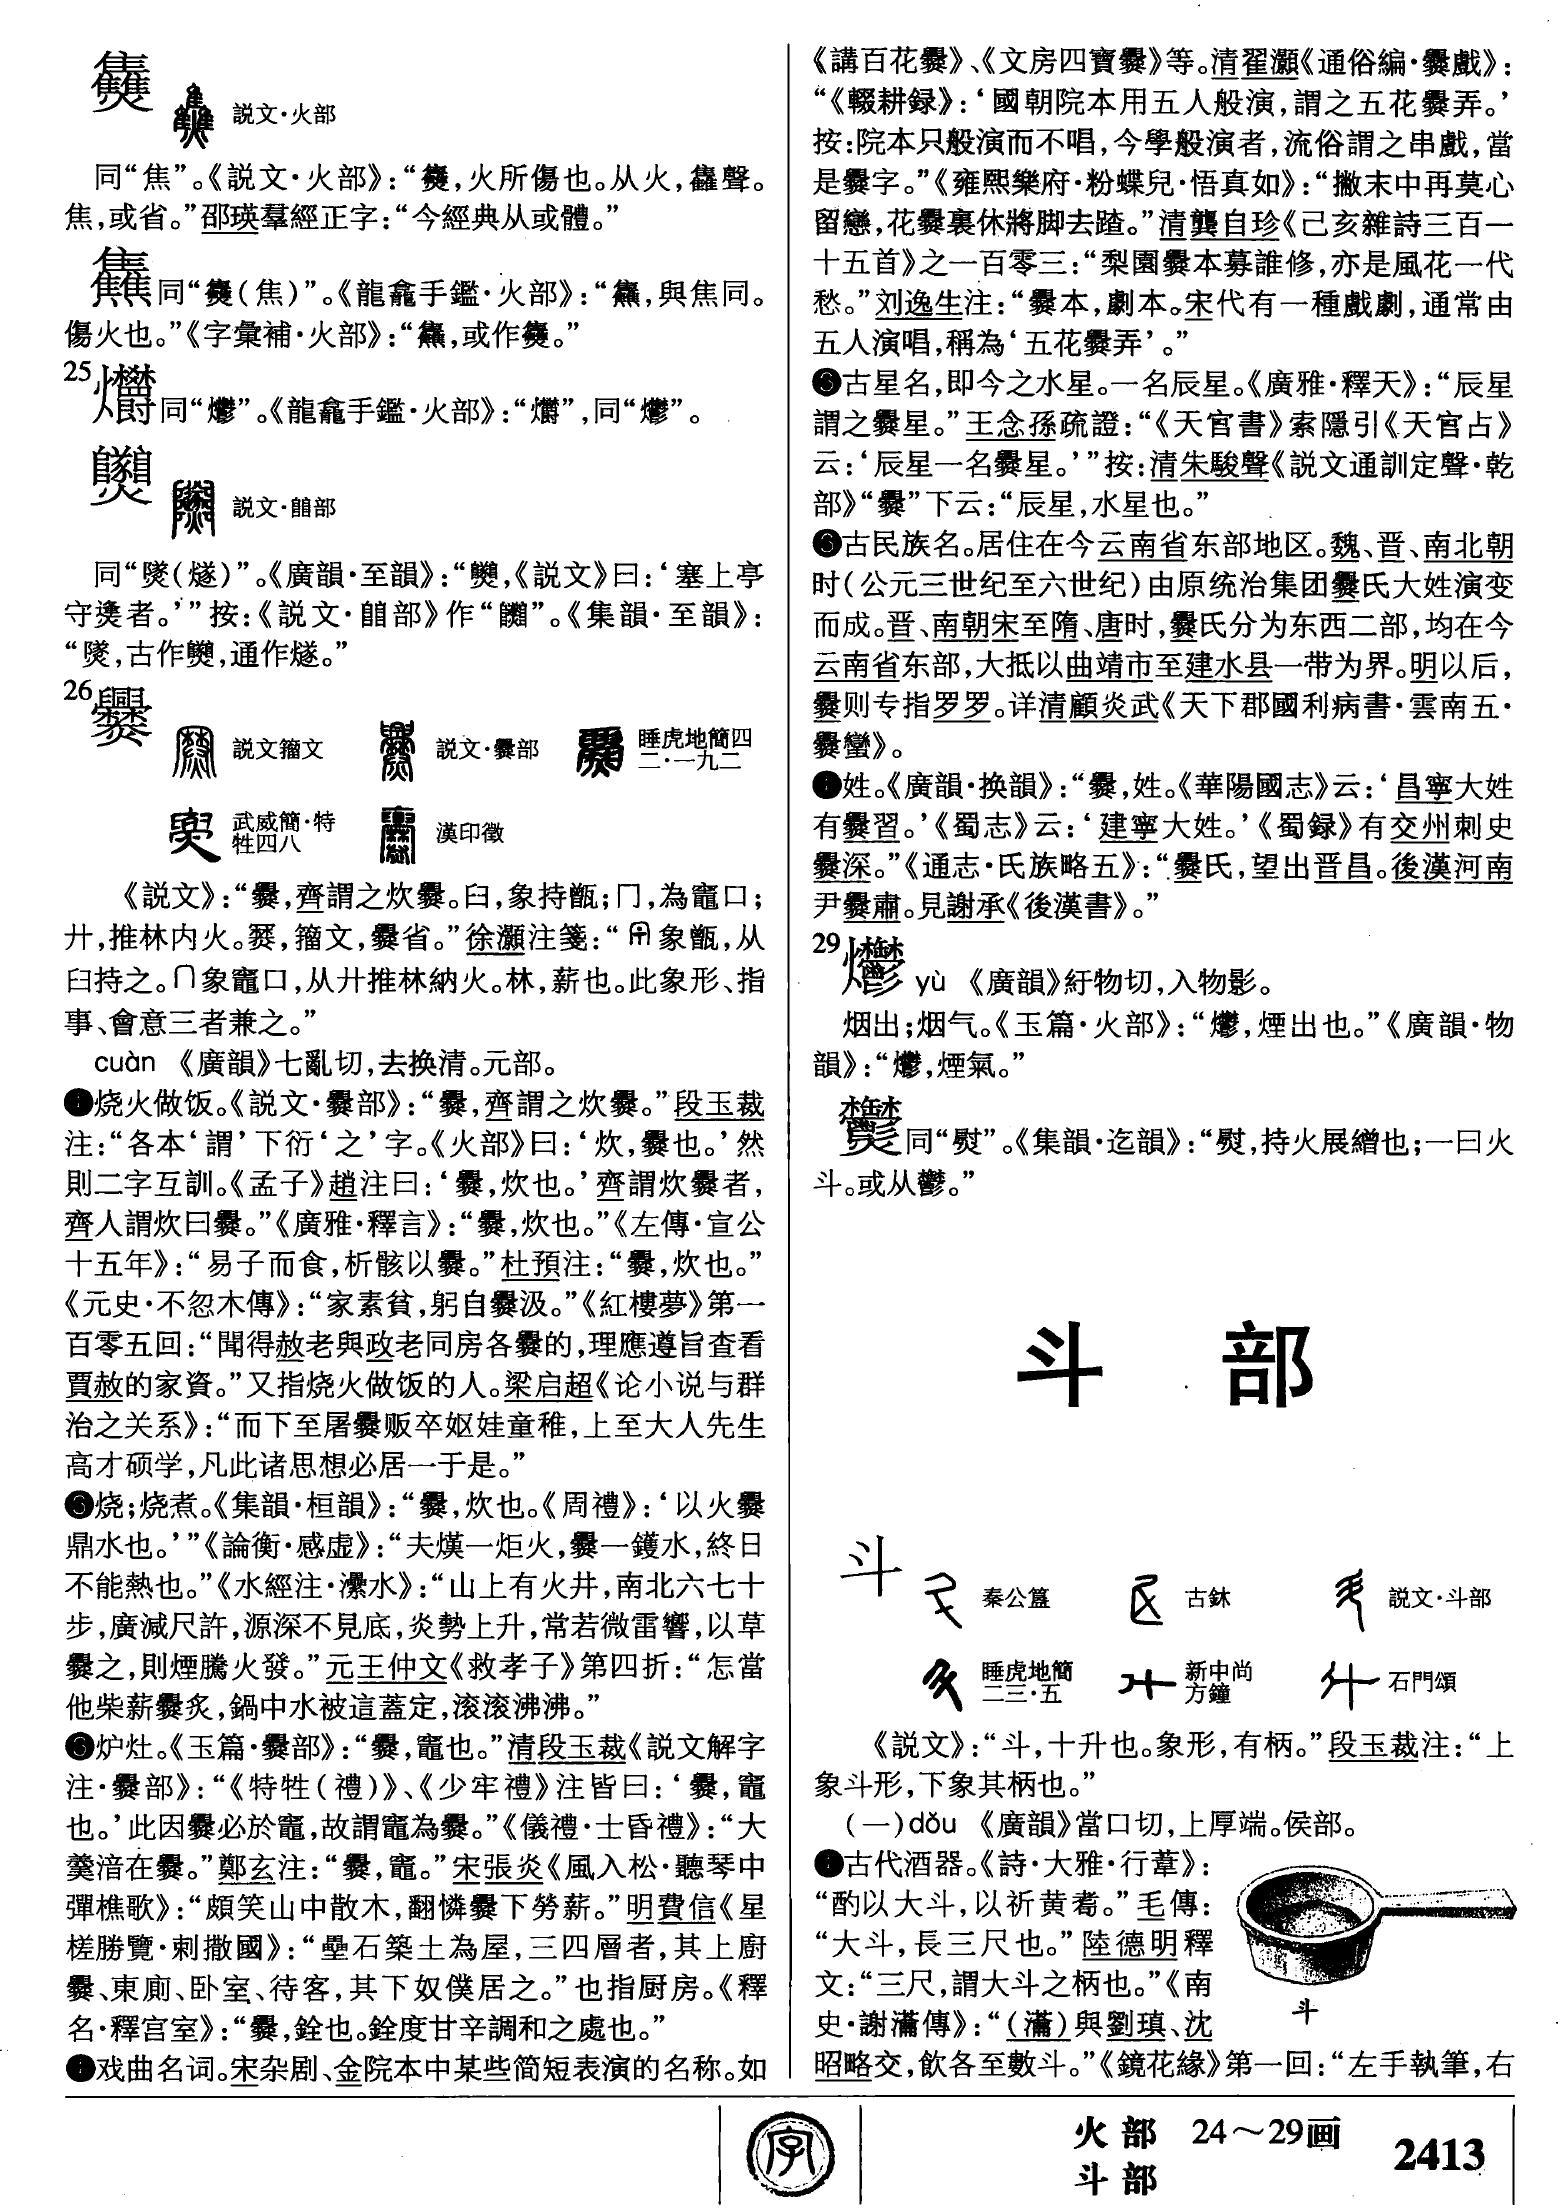 説文·火部
同“焦”。《説文·火部》：“𤓪，火所傷也。从火，雥聲。
焦，或省。”邵瑛羣經正字：“今經典从或體。”
《龍龕手鑑·火部》：“，與焦同。
傷火也。”《字彙補·火部》：“，或作𤓪。”
25
《龍龕手鑑·火部》
説文·𨺅部
《廣韻·至韻》：“，《説文》曰：‘塞上亭
守㷭者。’”按：《説文·𨺅部》作“”。《集韻·至韻》：
，通作燧。”
26
説文籀文 説文·爨部 睡虎地簡四
二·一九二
武威簡·特
牲四八 漢印徵
《説文》：“爨，齊謂之炊爨。𦥑，象持甑；冂，為竈口；
廾，推林内火。，籀文，爨省。”徐灝注箋：“象甑，从
𦥑持之。∩象竈口，从廾推林納火。林，薪也。此象形、指
事、會意三者兼之。”
cuàn 《廣韻》七亂切，去换清。元部。
❶烧火做饭。《説文·爨部》：“爨，齊謂之炊爨。”段玉裁
注：“各本‘謂’下衍‘之’字。《火部》曰：‘炊，爨也。’然
則二字互訓。《孟子》趙注曰：‘爨，炊也。’齊謂炊爨者，
齊人謂炊曰爨。”《廣雅·釋言》：“爨，炊也。”《左傳·宣公
十五年》：“易子而食，析骸以爨。”杜預注：“爨，炊也。”
《元史·不忽木傳》：“家素貧，躬自爨汲。”《紅樓夢》第一
百零五回：“聞得赦老與政老同房各爨的，理應遵旨查看
賈赦的家資。”又指烧火做饭的人。梁启超《论小说与群
治之关系》：“而下至屠爨贩卒妪娃童稚，上至大人先生
高才硕学，凡此诸思想必居一于是。”
烧；烧煮。《集韻·桓韻》：“爨，炊也。《周禮》：‘以火爨
鼎水也。’”《論衡·感虚》：“夫熯一炬火，爨一鑊水，終日
不能熱也。”《水經注·㶟水》：“山上有火井，南北六七十
步，廣減尺許，源深不見底，炎勢上升，常若微雷響，以草
爨之，則煙騰火發。”元王仲文《救孝子》第四折：“怎當
他柴薪爨炙，鍋中水被這蓋定，滚滚沸沸。”
炉灶。《玉篇·爨部》：“爨，竈也。”清段玉裁《説文解字
注·爨部》：“《特牲（禮）》、《少牢禮》注皆曰：‘爨，竈
也。’此因爨必於竈，故謂竈為爨。”《儀禮·士昏禮》：“大
羹湆在爨。”鄭玄注：“爨，竈。”宋張炎《風入松·聽琴中
彈樵歌》：“頗笑山中散木，翻憐爨下勞薪。”明費信《星
槎勝覽·剌撒國》：“壘石築土為屋，三四層者，其上廚
爨、東廁、卧室、待客，其下奴僕居之。”也指厨房。《釋
名·釋宫室》：“爨，銓也。銓度甘辛調和之處也。”
戏曲名词。宋杂剧、金院本中某些简短表演的名称。如
《講百花爨》、《文房四寶爨》等。清翟灝《通俗編·爨戲》：
“《輟耕録》：‘國朝院本用五人般演，謂之五花爨弄。’
按：院本只般演而不唱，今學般演者，流俗謂之串戲，當
是爨字。”《雍熙樂府·粉蝶兒·悟真如》：“撇末中再莫心
留戀，花爨裏休將脚去蹅。”清龔自珍《己亥雜詩三百一
十五首》之一百零三：“梨園爨本募誰修，亦是風花一代
愁。”刘逸生注：“爨本，劇本。宋代有一種戲劇，通常由
五人演唱，稱為‘五花爨弄’。”
❺古星名，即今之水星。一名辰星。《廣雅·釋天》：“辰星
謂之爨星。”王念孫疏證：“《天官書》索隱引《天官占》
云：‘辰星一名爨星。’”按：清朱駿聲《説文通訓定聲·乾
部》“爨”下云：“辰星，水星也。”
❻古民族名。居住在今云南省东部地区。魏、晋、南北朝
时（公元三世纪至六世纪）由原统治集团爨氏大姓演变
而成。晋、南朝宋至隋、唐时，爨氏分为东西二部，均在今
云南省东部，大抵以曲靖市至建水县一带为界。明以后，
爨则专指罗罗。详清顧炎武《天下郡國利病書·雲南五·
爨蠻》。
姓。《廣韻·换韻》：“爨，姓。《華陽國志》云：‘昌寧大姓
有爨習。’《蜀志》云：‘建寧大姓。’《蜀録》有交州刺史
爨深。”《通志·氏族略五》：“爨氏，望出晋昌。後漢河南
尹爨肅。見謝承《後漢書》。”
29
yù 《廣韻》紆物切，入物影。
烟出；烟气。《玉篇·火部》：“，煙出也。”《廣韻·物
韻》：“，煙氣。”
同“熨”。《集韻·迄韻》：“熨，持火展繒也；一曰火
斗。或从鬱。”
斗 部
斗 秦公簋 古鉥 説文·斗部
睡虎地簡
二三·五 新中尚
方鐘 石門頌
《説文》：“斗，十升也。象形，有柄。”段玉裁注：“上
象斗形，下象其柄也。”
（一）dǒu 《廣韻》當口切，上厚端。侯部。
❶古代酒器。《詩·大雅·行葦》：
“酌以大斗，以祈黄耇。”毛傳：
“大斗，長三尺也。”陸德明釋
文：“三尺，謂大斗之柄也。”《南
史·謝瀟傳》：“（瀟）與劉瑱、沈
昭略交，飲各至數斗。”《鏡花緣》第一回：“左手執筆，右
斗
字
火部 24～29画
斗部
2413